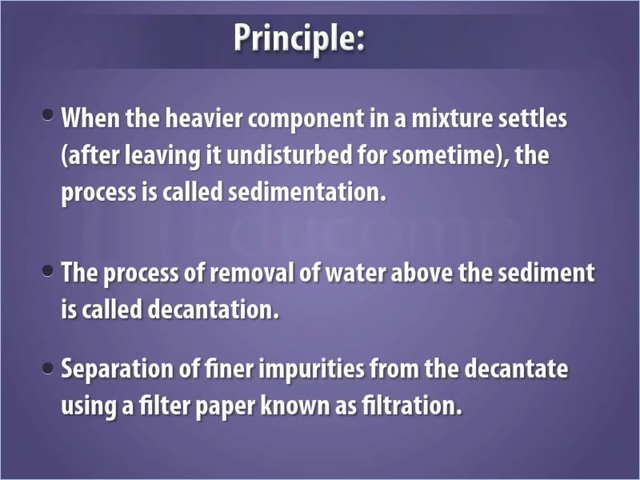 Principle:
• When the heavier component in a mixture settles
(after leaving it undisturbed for sometime), the
process is called sedimentation.
Educomp
• The process of removal of water above the sediment
is called decantation.
• Separation of finer impurities from the decantate
using a filter paper known as filtration.